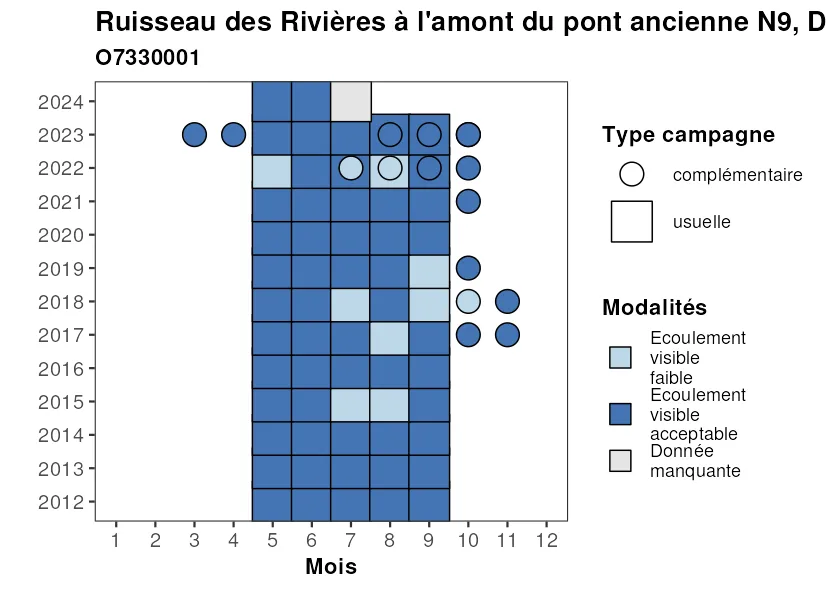 Ruisseau des Rivières à l'amont du pont ancienne N9, D
O7330001
2024
2023
2022
2021
2020
2019
2018
2017
2016
2015
2014
2013
2012
1 2 3 4 5 6 7 8 9 10 11 12
Mois
Type campagne
complémentaire
usuelle
Modalités
Ecoulement
visible
faible
Ecoulement
visible
acceptable
Donnée
manquante